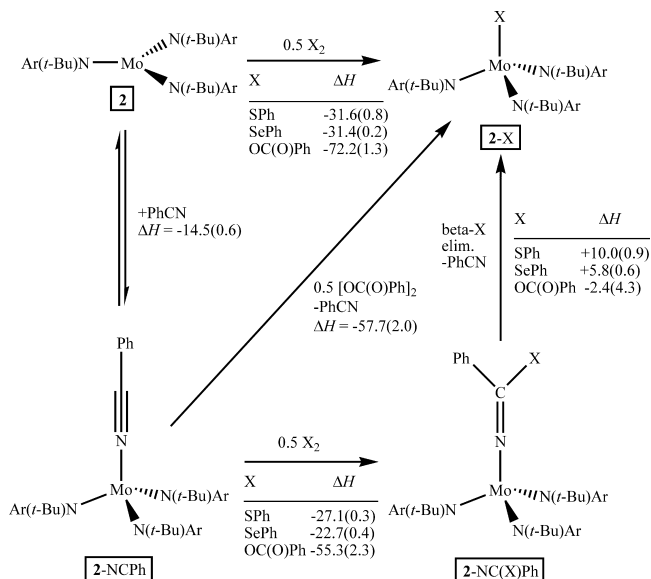 X
N(t-Bu)Ar
Ar(t-Bu)N
Mo
N(t-Bu)Ar
2
0.5 X2
X ΔH
SPh -31.6(0.8)
SePh -31.4(0.2)
OC(O)Ph -72.2(1.3)
Mo
Ar(t-Bu)N
N(t-Bu)Ar
N(t-Bu)Ar
2-X
+PhCN
ΔH = -14.5(0.6)
beta-X
elim.
-PhCN
X ΔH
SPh +10.0(0.9)
SePh +5.8(0.6)
OC(O)Ph -2.4(4.3)
0.5 [OC(O)Ph]2
-PhCN
ΔH = -57.7(2.0)
Ph
N
Mo
Ar(t-Bu)N
N(t-Bu)Ar
N(t-Bu)Ar
2-NCPh
0.5 X2
X ΔH
SPh -27.1(0.3)
SePh -22.7(0.4)
OC(O)Ph -55.3(2.3)
Ph X
C
N
Mo
Ar(t-Bu)N
N(t-Bu)Ar
N(t-Bu)Ar
2-NC(X)Ph